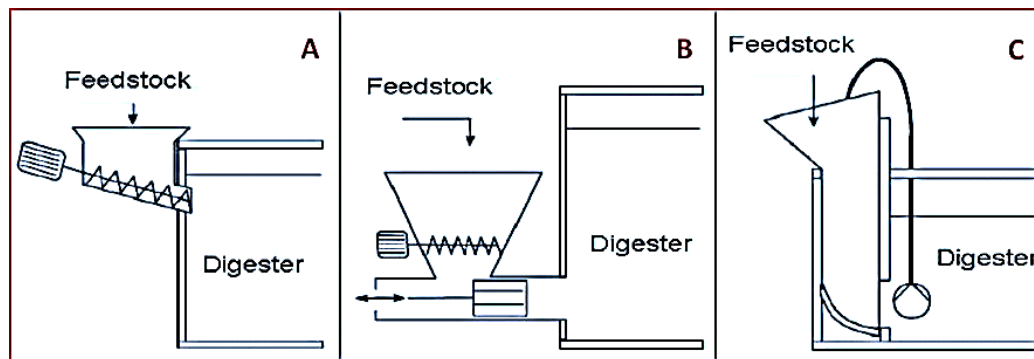 A
Feedstock
Digester
B
Feedstock
Digester
C
Feedstock
Digester